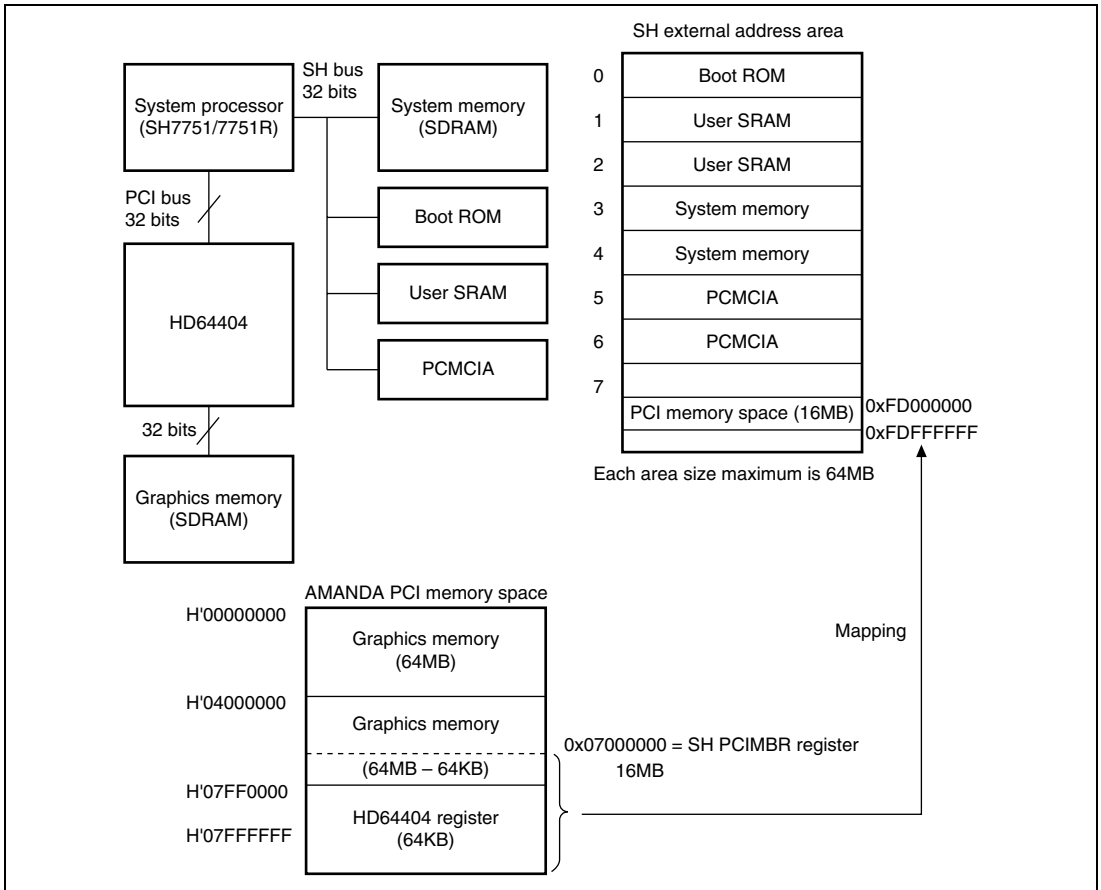 SH external address area
SH bus
32 bits
System processor
(SH7751/7751R)
System memory
(SDRAM)
PCI bus
32 bits
Boot ROM
HD64404
User SRAM
PCMCIA
32 bits
Graphics memory
(SDRAM)
0
Boot ROM
1
User SRAM
2
User SRAM
3
System memory
4
System memory
5
PCMCIA
6
PCMCIA
7
PCI memory space (16MB)
0xFD000000
0xFDFFFFFF
Each area size maximum is 64MB
AMANDA PCI memory space
H'00000000
Graphics memory
(64MB)
Mapping
H'04000000
Graphics memory
(64MB – 64KB)
0x07000000 = SH PCIMBR register
16MB
H'07FF0000
HD64404 register
(64KB)
H'07FFFFFF